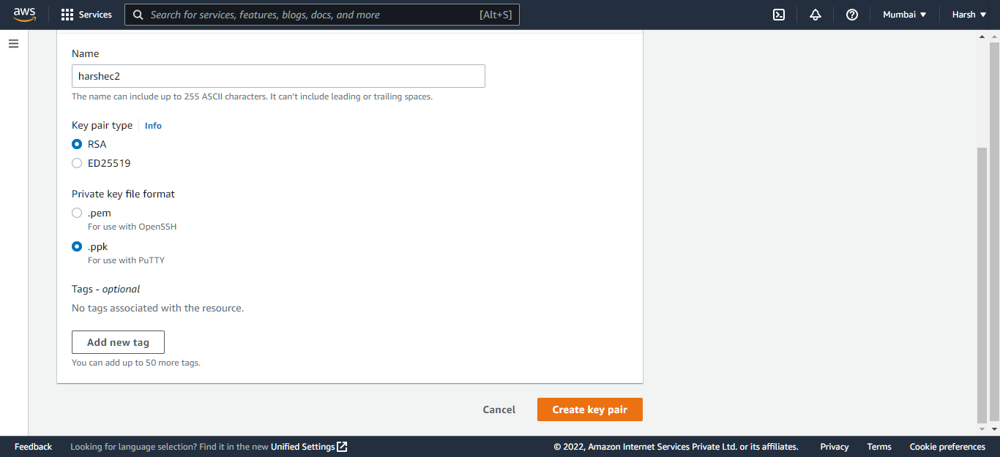 aws Services Search for services, features, blogs, docs, and more [Alt+S] Mumbai Harsh
Name
harshec2
The name can include up to 255 ASCII characters. It can't include leading or trailing spaces.
Key pair type Info
RSA
ED25519
Private key file format
.pem
For use with OpenSSH
.ppk
For use with PuTTY
Tags - optional
No tags associated with the resource.
Add new tag
You can add up to 50 more tags.
Cancel Create key pair
Feedback Looking for language selection? Find it in the new Unified Settings © 2022, Amazon Internet Services Private Ltd. or its affiliates. Privacy Terms Cookie preferences